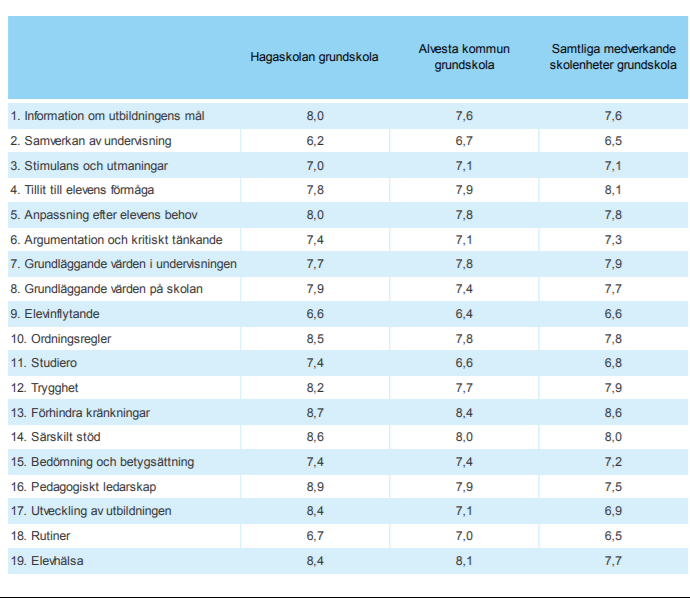 Hagaskolan grundskola Alvesta kommun grundskola Samtliga medverkande skolenheter grundskola
1. Information om utbildningens mål 8,0 7,6 7,6
2. Samverkan av undervisning 6,2 6,7 6,5
3. Stimulans och utmaningar 7,0 7,1 7,1
4. Tillit till elevens förmåga 7,8 7,9 8,1
5. Anpassning efter elevens behov 8,0 7,8 7,8
6. Argumentation och kritiskt tänkande 7,4 7,1 7,3
7. Grundläggande värden i undervisningen 7,7 7,8 7,9
8. Grundläggande värden på skolan 7,9 7,4 7,7
9. Elevinflytande 6,6 6,4 6,6
10. Ordningsregler 8,5 7,8 7,8
11. Studiero 7,4 6,6 6,8
12. Trygghet 8,2 7,7 7,9
13. Förhindra kränkningar 8,7 8,4 8,6
14. Särskilt stöd 8,6 8,0 8,0
15. Bedömning och betygsättning 7,4 7,4 7,2
16. Pedagogiskt ledarskap 8,9 7,9 7,5
17. Utveckling av utbildningen 8,4 7,1 6,9
18. Rutiner 6,7 7,0 6,5
19. Elevhälsa 8,4 8,1 7,7